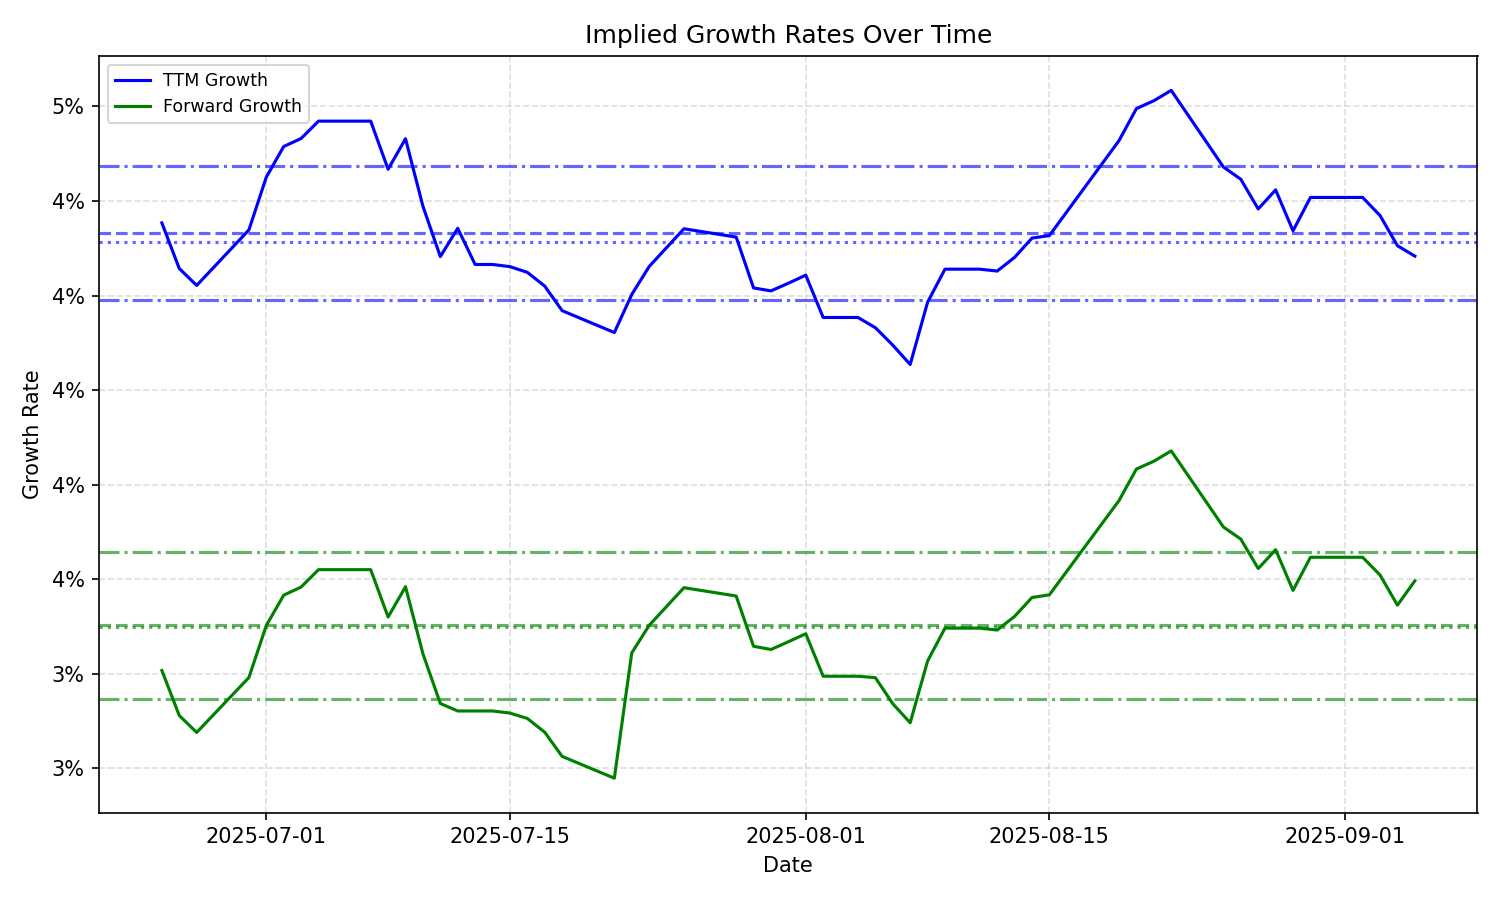 Implied Growth Rates Over Time
TTM Growth
Forward Growth
5%
4%
4%
4%
4%
4%
3%
3%
Growth Rate
2025-07-01
2025-07-15
2025-08-01
2025-08-15
2025-09-01
Date